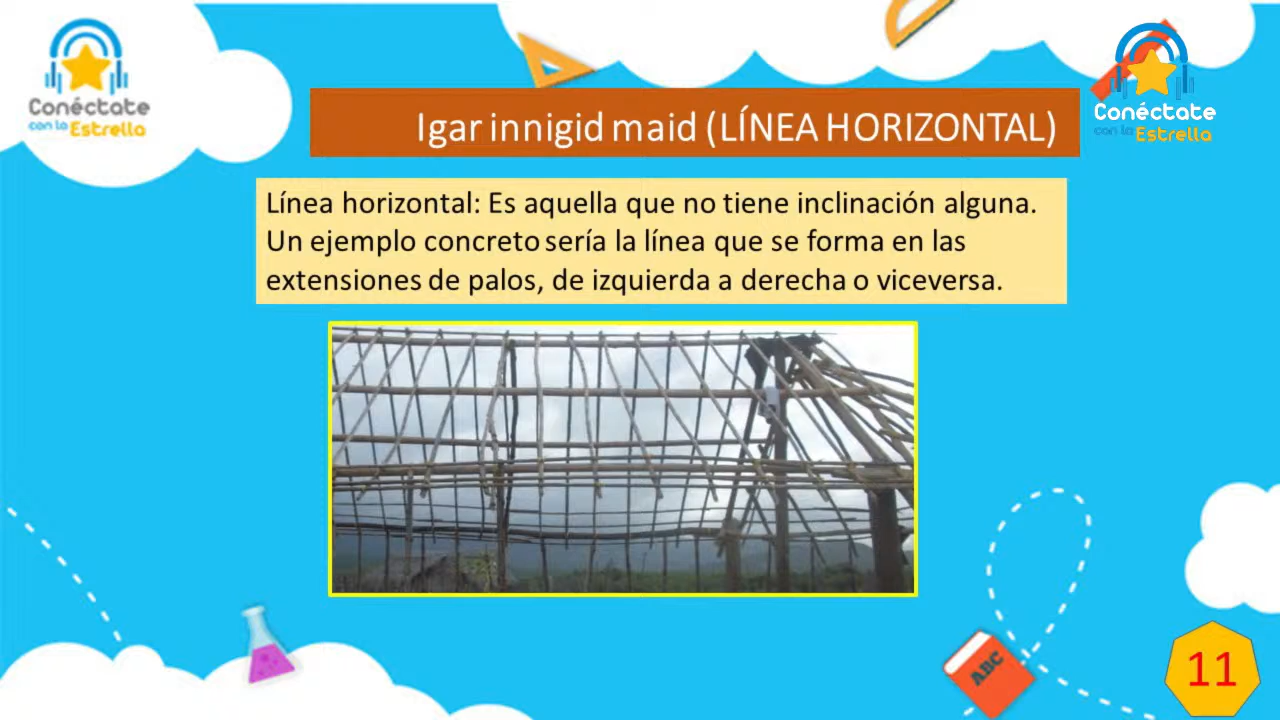 Conéctate
con la Estrella
Conéctate
con la Estrella
Igar innigid maid (LÍNEA HORIZONTAL)
Línea horizontal: Es aquella que no tiene inclinación alguna.
Un ejemplo concreto sería la línea que se forma en las
extensiones de palos, de izquierda a derecha o viceversa.
ABC
11